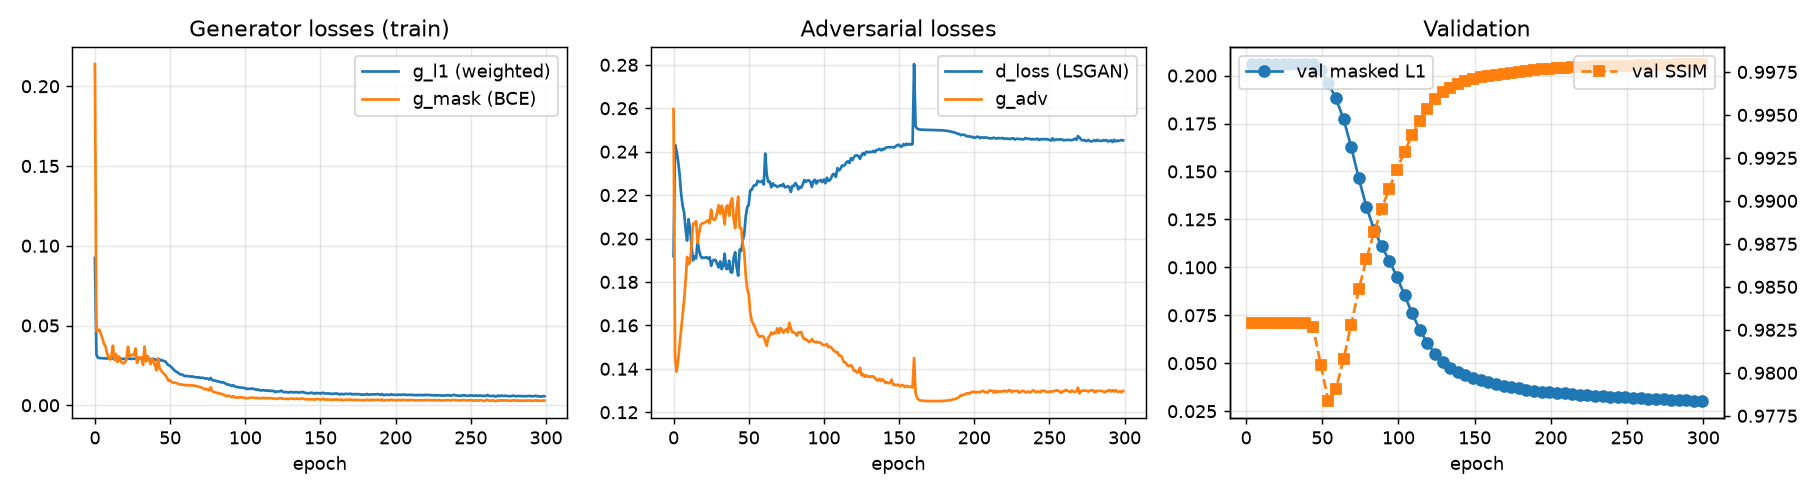 Generator losses (train)
g_l1 (weighted)
g_mask (BCE)
0.20
0.15
0.10
0.05
0.00
0 50 100 150 200 250 300
epoch
Adversarial losses
d_loss (LSGAN)
g_adv
0.28
0.26
0.24
0.22
0.20
0.18
0.16
0.14
0.12
0 50 100 150 200 250 300
epoch
Validation
val masked L1
val SSIM
0.200
0.175
0.150
0.125
0.100
0.075
0.050
0.025
0.9975
0.9950
0.9925
0.9900
0.9875
0.9850
0.9825
0.9800
0.9775
0 50 100 150 200 250 300
epoch